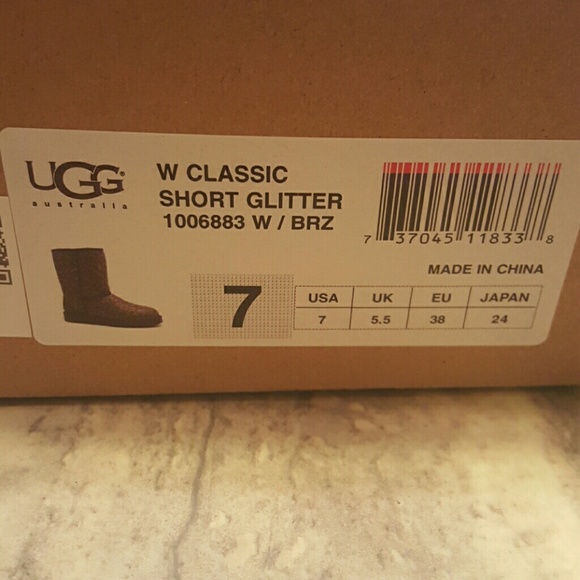 UGG®
australia
W CLASSIC
SHORT GLITTER
1006883 W / BRZ
7 37045 11833 8
MADE IN CHINA
7
USA UK EU JAPAN
7 5.5 38 24